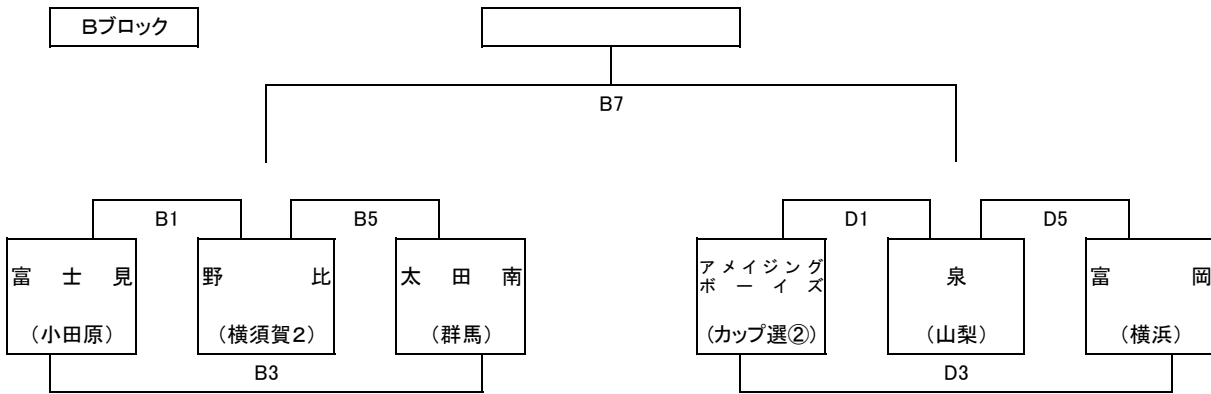 Bブロック
B7
B1
B5
D1
D5
富士見
野比
太田南
アメイジング
ボーイズ
泉
富岡
（小田原）
（横須賀２）
（群馬）
（カップ選②）
（山梨）
（横浜）
B3
D3